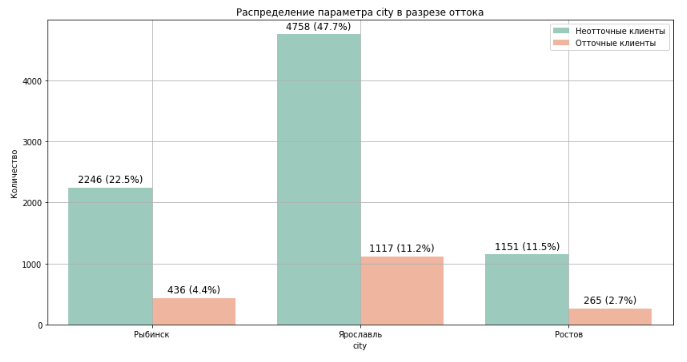 Распределение параметра city в разрезе оттока
4758 (47.7%)
Неотточные клиенты
Отточные клиенты
4000
3000
Количество
2246 (22.5%)
2000
1151 (11.5%)
1117 (11.2%)
1000
436 (4.4%)
265 (2.7%)
0
Рыбинск
Ярославль
Ростов
city